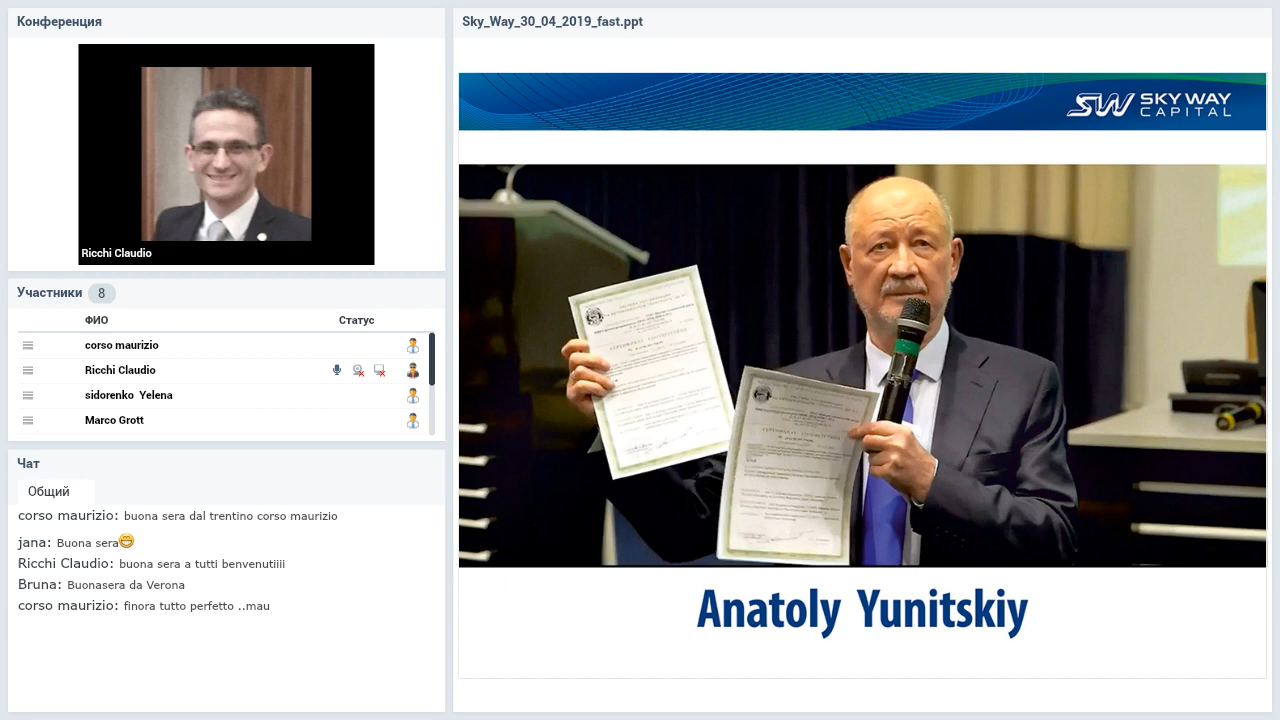 Конференция
Ricchi Claudio
Участники 8
ФИО Статус
corso maurizio
Ricchi Claudio
sidorenko Yelena
Marco Grott
Чат
Общий
corso maurizio: buona sera dal trentino corso maurizio
jana: Buona sera
Ricchi Claudio: buona sera a tutti benvenutiiii
Bruna: Buonasera da Verona
corso maurizio: finora tutto perfetto ..mau
Sky_Way_30_04_2019_fast.ppt
SW SKY WAY
CAPITAL
Anatoly Yunitskiy